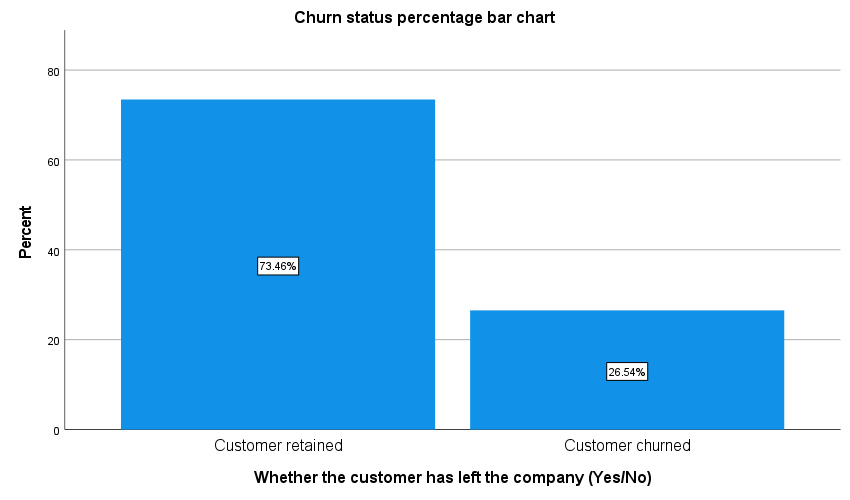 Churn status percentage bar chart
80
60
40
20
0
Percent
73.46%
26.54%
Customer retained
Customer churned
Whether the customer has left the company (Yes/No)